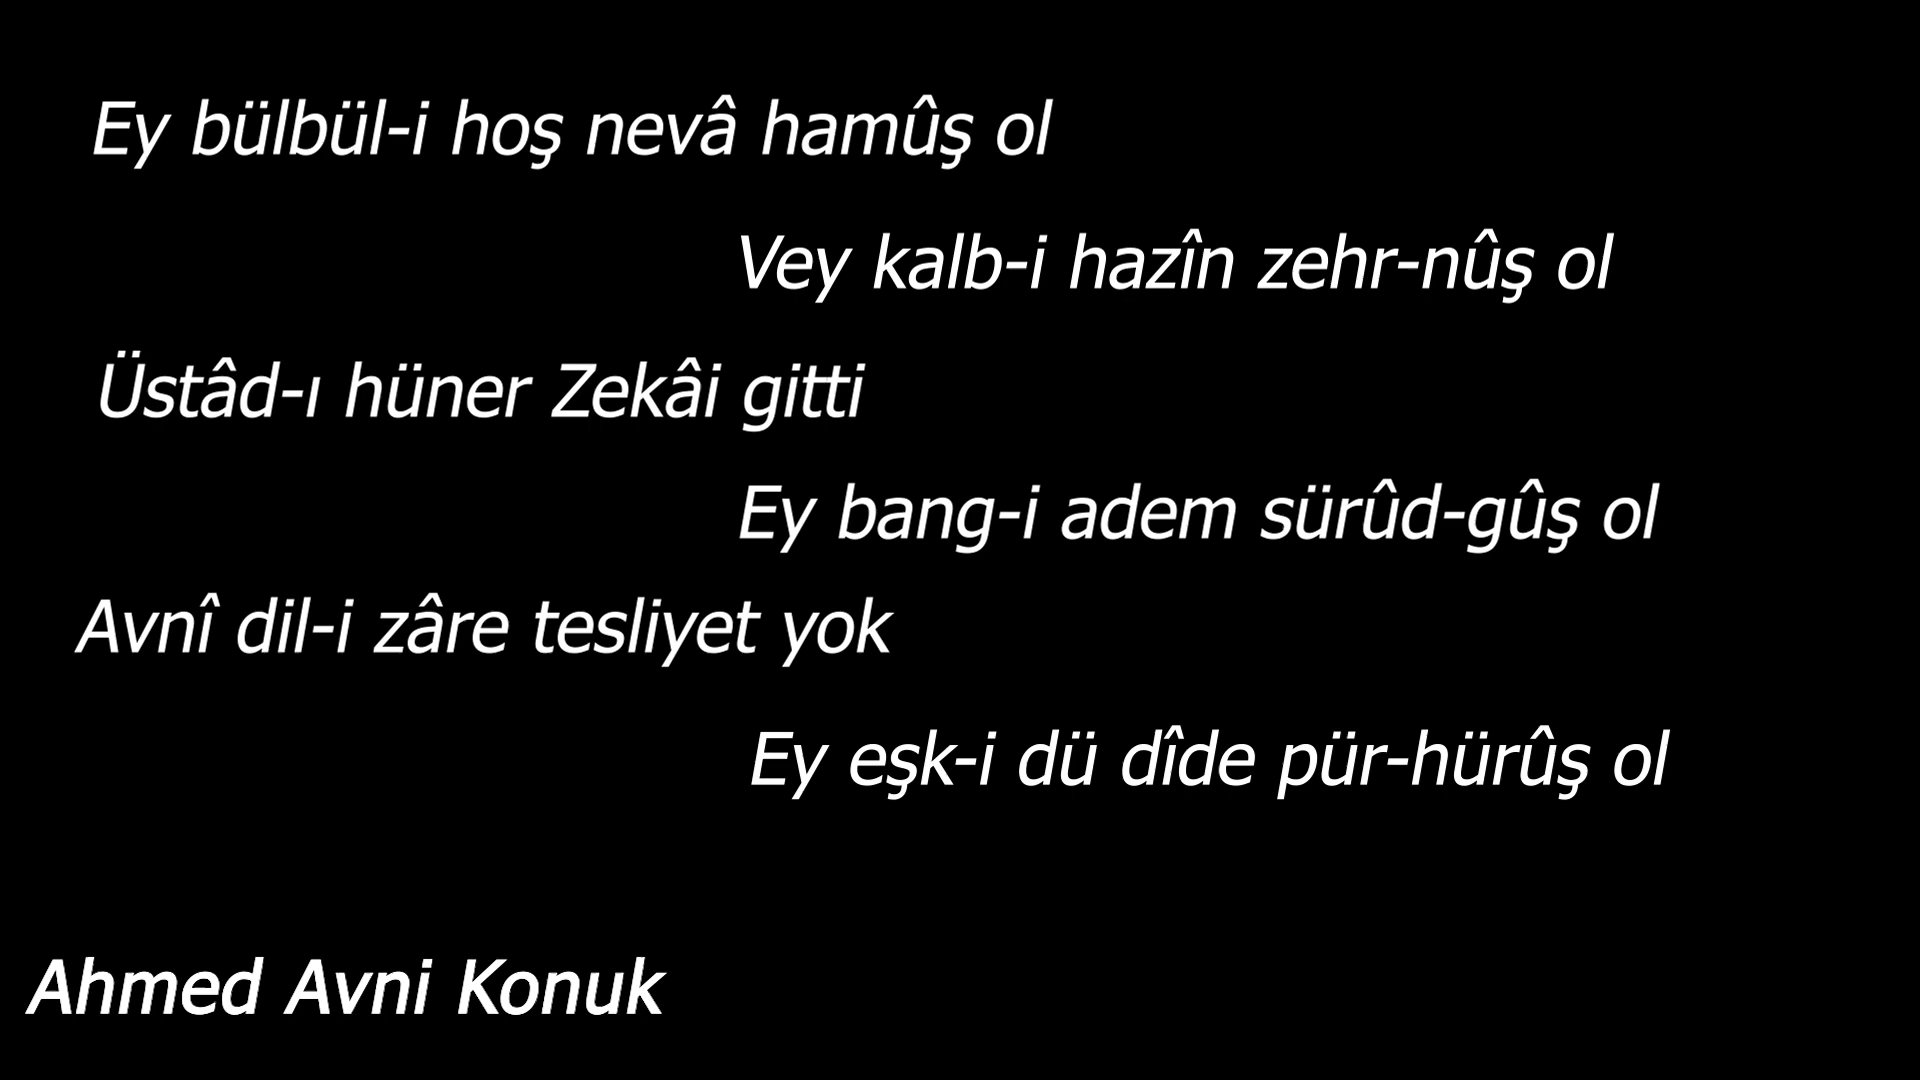 Ey bülbül-i hoş nevâ hamûş ol
Vey kalb-i hazîn zehr-nûş ol
Üstâd-ı hüner Zekâi gitti
Ey bang-i adem sürûd-gûş ol
Avnî dil-i zâre tesliyet yok
Ey eşk-i dü dîde pür-hürûş ol
Ahmed Avni Konuk